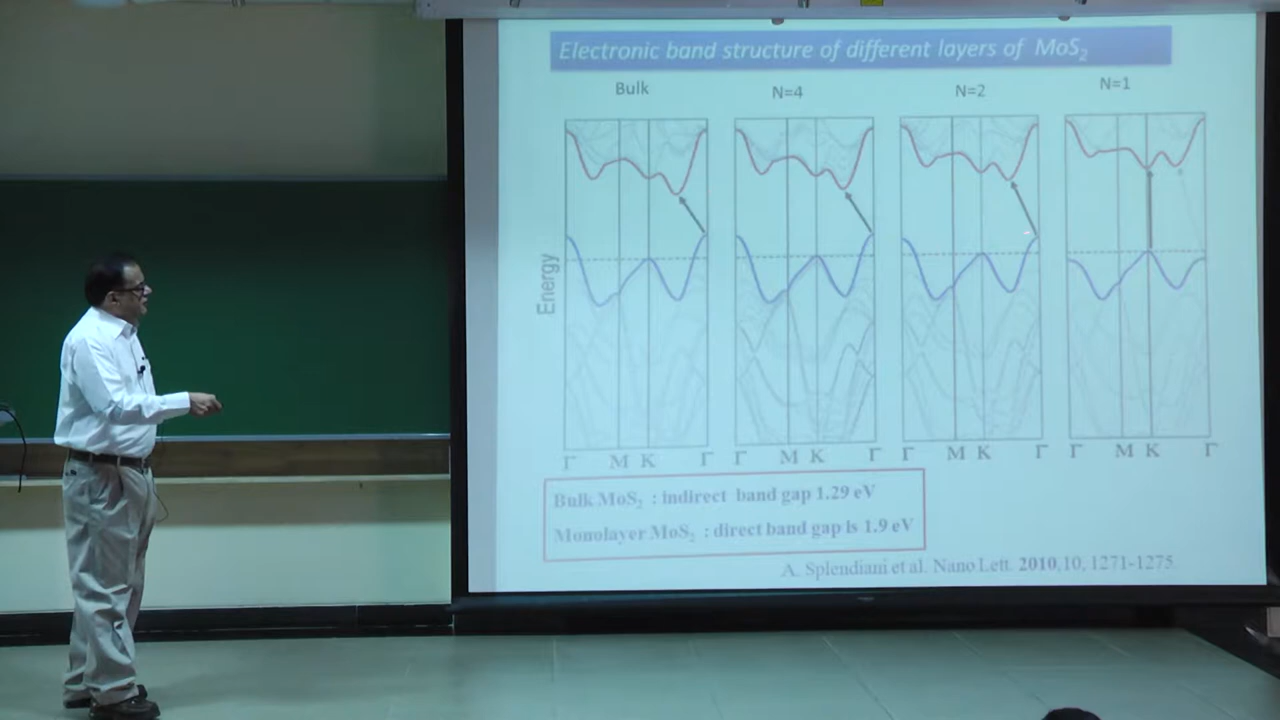 Electronic band structure of different layers of MoS₂
Bulk
N=4
N=2
N=1
Energy
Γ M K Γ Γ M K Γ Γ M K Γ Γ M K Γ
Bulk MoS₂ : indirect band gap 1.29 eV
Monolayer MoS₂ : direct band gap is 1.9 eV
A. Splendiani et al. Nano Lett. 2010,10, 1271-1275.